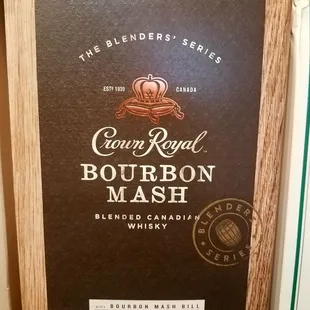 THE BLENDERS' SERIES
ESTD 1939
CANADA
Crown Royal
BOURBON
MASH
BLENDED CANADIAN
WHISKY
BLENDERS'
SERIES
BOURBON MASH BILL